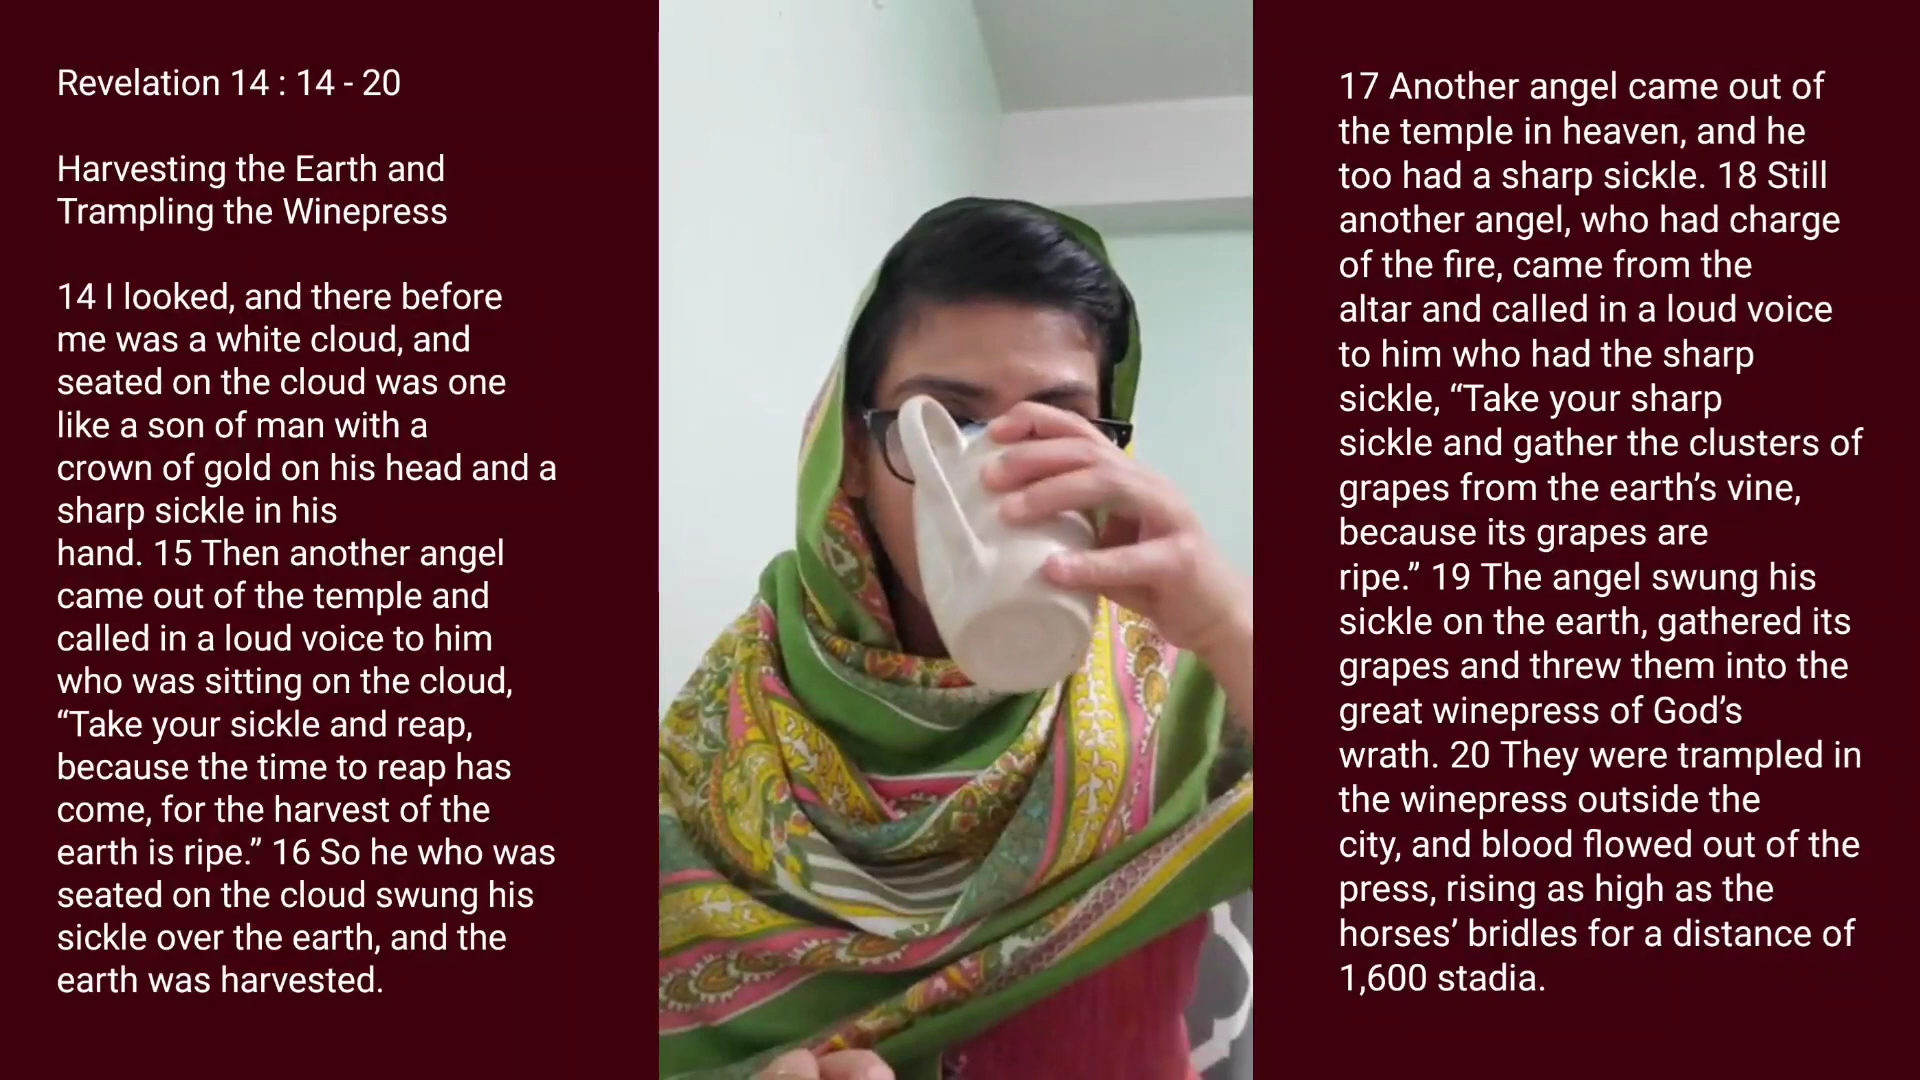 Revelation 14 : 14 - 20
Harvesting the Earth and
Trampling the Winepress
14 I looked, and there before
me was a white cloud, and
seated on the cloud was one
like a son of man with a
crown of gold on his head and a
sharp sickle in his
hand. 15 Then another angel
came out of the temple and
called in a loud voice to him
who was sitting on the cloud,
“Take your sickle and reap,
because the time to reap has
come, for the harvest of the
earth is ripe.” 16 So he who was
seated on the cloud swung his
sickle over the earth, and the
earth was harvested.
17 Another angel came out of
the temple in heaven, and he
too had a sharp sickle. 18 Still
another angel, who had charge
of the fire, came from the
altar and called in a loud voice
to him who had the sharp
sickle, “Take your sharp
sickle and gather the clusters of
grapes from the earth’s vine,
because its grapes are
ripe.” 19 The angel swung his
sickle on the earth, gathered its
grapes and threw them into the
great winepress of God’s
wrath. 20 They were trampled in
the winepress outside the
city, and blood flowed out of the
press, rising as high as the
horses’ bridles for a distance of
1,600 stadia.